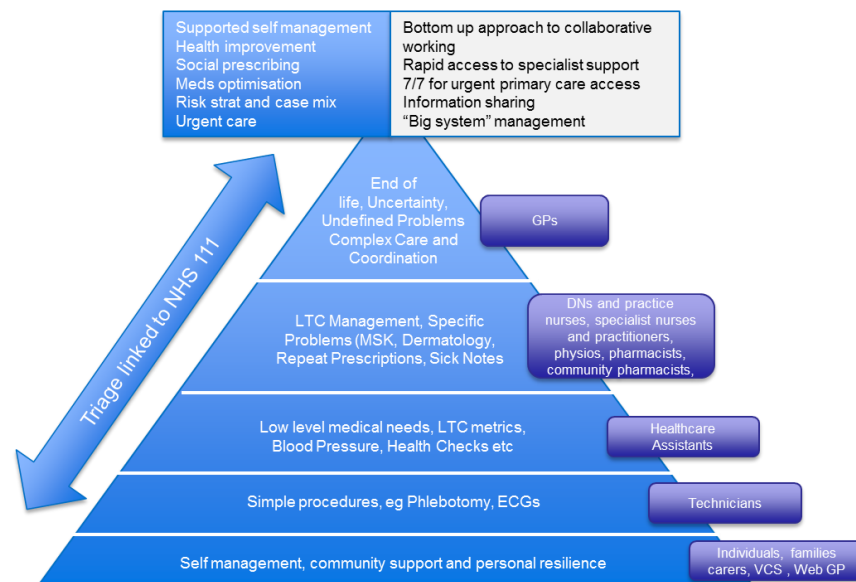 Supported self management
Health improvement
Social prescribing
Meds optimisation
Risk strat and case mix
Urgent care
Bottom up approach to collaborative
working
Rapid access to specialist support
7/7 for urgent primary care access
Information sharing
“Big system” management
Triage linked to NHS 111
End of
life, Uncertainty,
Undefined Problems
Complex Care and
Coordination
GPs
LTC Management, Specific
Problems (MSK, Dermatology,
Repeat Prescriptions, Sick Notes
DNs and practice
nurses, specialist nurses
and practitioners,
physios, pharmacists,
community pharmacists,
Low level medical needs, LTC metrics,
Blood Pressure, Health Checks etc
Healthcare
Assistants
Simple procedures, eg Phlebotomy, ECGs
Technicians
Self management, community support and personal resilience
Individuals, families
carers, VCS , Web GP